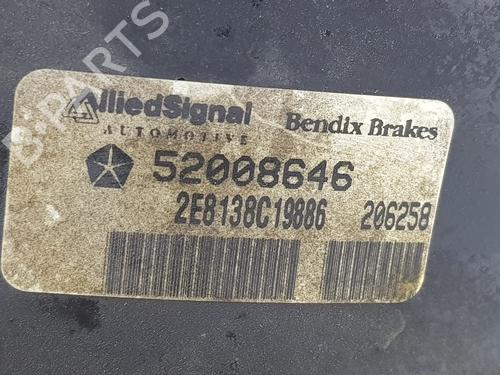 AlliedSignal
AUTOMOTIVE
Bendix Brakes
52008646
2E8138C19886 206258
B-PARTS